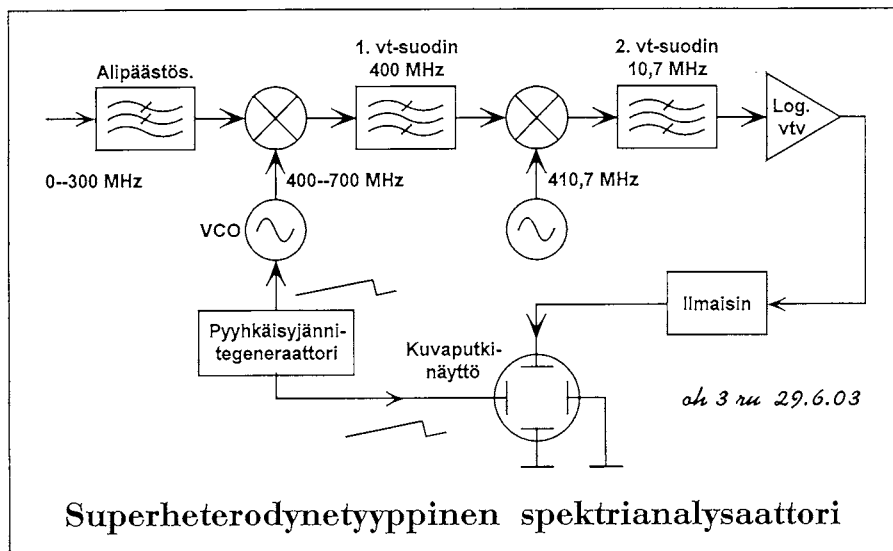 Alipäästös.
1. vt-suodin
400 MHz
2. vt-suodin
10,7 MHz
Log.
vtv
0--300 MHz
400--700 MHz
410,7 MHz
VCO
Pyyhkäisyjänni-
tegeneraattori
Kuvaputki-
näyttö
Ilmaisin
oh 3 ru 29.6.03
Superheterodynetyyppinen spektrianalysaattori